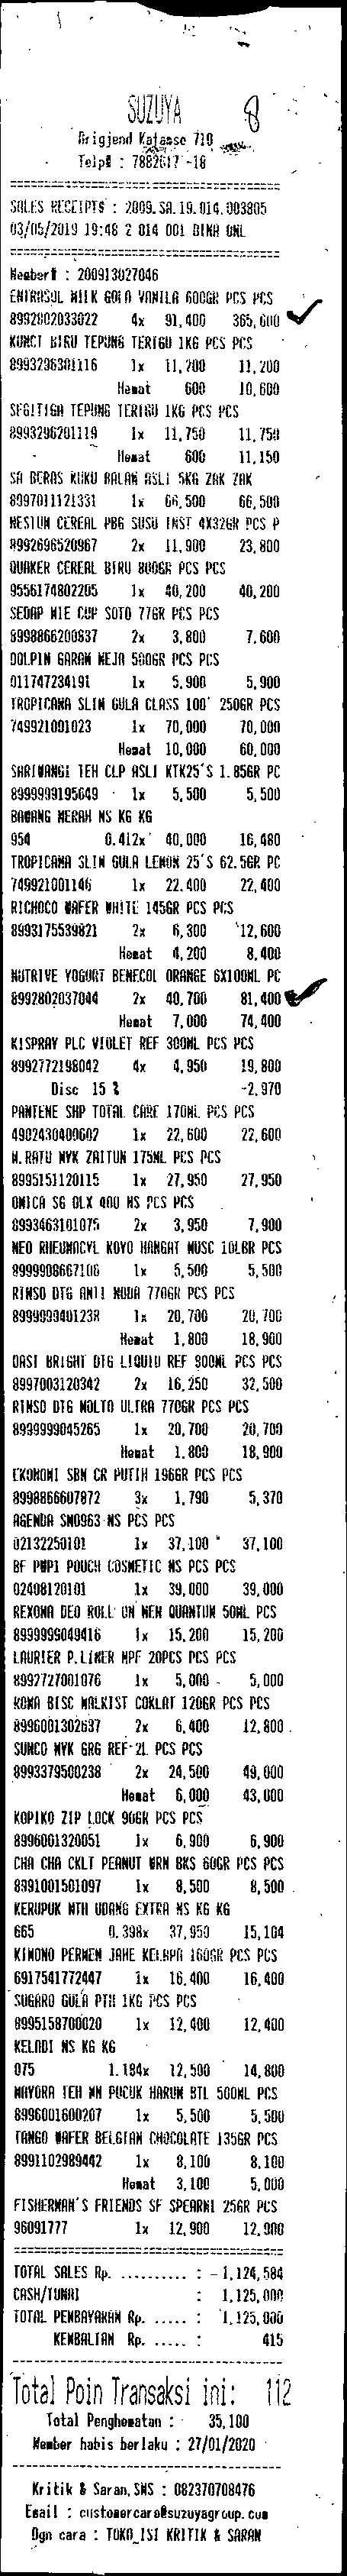 SUZUYA 8
Brigjend Katamso 710
Telp# : 7882617 -18
SALES RECEIPTS : 2009.SA.19.014.003805
03/05/2019 19:48 2 014 001 DINA ONL
Member# : 200913027046
ENTRASOL MILK GOLD VANILA 600GR PCS PCS
8992802033022 4x 91,400 365,600
KUNCI BIRU TEPUNG TERIGU 1KG PCS PCS
8993296301116 1x 11,200 11,200
Hemat 600 10,600
SEGITIGA TEPUNG TERIGU 1KG PCS PCS
8993296201119 1x 11,750 11,750
Hemat 600 11,150
SA BERAS KUKU BALAM ASLI 5KG ZAK ZAK
8997011121331 1x 66,500 66,500
NESTUM CEREAL PBG SUSU INST 4X32GR PCS P
8992696520967 2x 11,900 23,800
QUAKER CEREAL BIRU 800GR PCS PCS
9556174802205 1x 40,200 40,200
SEDAP MIE CUP SOTO 77GR PCS PCS
8998866200837 2x 3,800 7,600
DOLPIN GARAM MEJA 500GR PCS PCS
011747234191 1x 5,900 5,900
TROPICANA SLIM GULA CLASS 100' 250GR PCS
749921001023 1x 70,000 70,000
Hemat 10,000 60,000
SARIWANGI TEH CLP ASLI KTK25'S 1.85GR PC
8999999195649 1x 5,500 5,500
BAWANG MERAH NS KG KG
954 0.412x 40,000 16,480
TROPICANA SLIM GULA LEMON 25'S 62.5GR PC
749921001146 1x 22,400 22,400
RICHOCO WAFER WHITE 145GR PCS PCS
8993175539821 2x 6,300 12,600
Hemat 4,200 8,400
NUTRIVE YOGURT BENECOL ORANGE 6X100ML PC
8992802037044 2x 40,700 81,400
Hemat 7,000 74,400
KISPRAY PLC VIOLET REF 300ML PCS PCS
8992772198042 4x 4,950 19,800
Disc 15 % -2,970
PANTENE SHP TOTAL CARE 170ML PCS PCS
4902430400602 1x 22,600 22,600
M.RATU MYK ZAITUN 175ML PCS PCS
8995151120115 1x 27,950 27,950
ONICA SG DLX 400 NS PCS PCS
8993463101075 2x 3,950 7,900
NEO RHEUMACYL KOYO HANGAT MUSC 10LBR PCS
8999908667106 1x 5,500 5,500
RINSO DTG ANTI NODA 770GR PCS PCS
8999999401238 1x 20,700 20,700
Hemat 1,800 18,900
DASI BRIGHT DTG LIQUID REF 800ML PCS PCS
8997003120342 2x 16,250 32,500
RINSO DTG MOLTO ULTRA 770GR PCS PCS
8999999045265 1x 20,700 20,700
Hemat 1,800 18,900
EKONOMI SBN CR PUTIH 196GR PCS PCS
8998866607872 3x 1,790 5,370
AGENDA SN0963 NS PCS PCS
02132250101 1x 37,100 37,100
BF PWP1 POUCH COSMETIC NS PCS PCS
02408120101 1x 39,000 39,000
REXONA DEO ROLL ON MEN QUANTUM 50ML PCS
8999999049416 1x 15,200 15,200
LAURIER P.LINER NPF 20PCS PCS PCS
8992727001076 1x 5,000 5,000
ROMA BISC MALKIST COKLAT 120GR PCS PCS
8996001302637 2x 6,400 12,800
SUNCO MYK GRG REF 2L PCS PCS
8993379500238 2x 24,500 49,000
Hemat 6,000 43,000
KOPIKO ZIP LOCK 90GR PCS PCS
8996001320051 1x 6,900 6,900
CHA CHA CKLT PEANUT WRN BKS 60GR PCS PCS
8991001501097 1x 8,500 8,500
KERUPUK MTH UDANG EXTRA NS KG KG
665 0.398x 37,950 15,104
KIMONO PERMEN JAHE KELAPA 160GR PCS PCS
6917541772447 1x 16,400 16,400
SUGARO GULA PTH 1KG PCS PCS
8995158700020 1x 12,400 12,400
KELADI NS KG KG
075 1.184x 12,500 14,800
MAYORA TEH MN PUCUK HARUM BTL 500ML PCS
8996001600207 1x 5,500 5,500
TANGO WAFER BELGIAN CHOCOLATE 135GR PCS
8991102989442 1x 8,100 8,100
Hemat 3,100 5,000
FISHERMAN'S FRIENDS SF SPEARMI 25GR PCS
96091777 1x 12,900 12,900
TOTAL SALES Rp. .......... : 1,124,584
CASH/TUNAI : 1,125,000
TOTAL PEMBAYARAN Rp. ..... : 1,125,000
KEMBALIAN Rp. ..... : 415
Total Poin Transaksi ini: 112
Total Penghematan : 35,100
Member habis berlaku : 27/01/2020
Kritik & Saran,SMS : 082370708476
Email : customercare@suzuyagroup.com
Dgn cara : TOKO_ISI KRITIK & SARAN